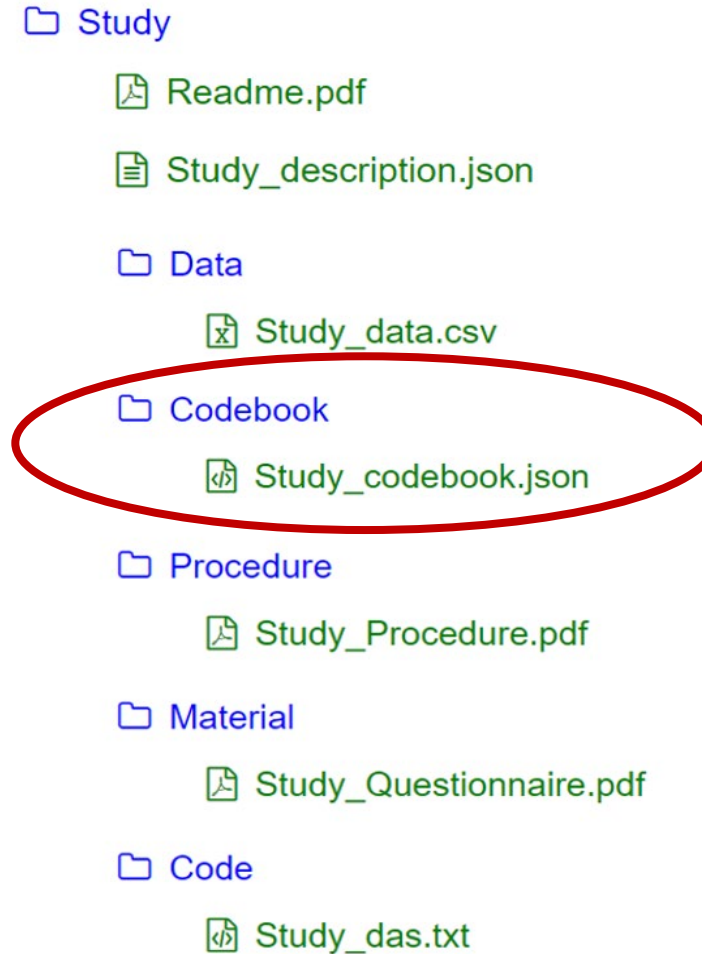 Study
Readme.pdf
Study_description.json
Data
Study_data.csv
Codebook
Study_codebook.json
Procedure
Study_Procedure.pdf
Material
Study_Questionnaire.pdf
Code
Study_das.txt